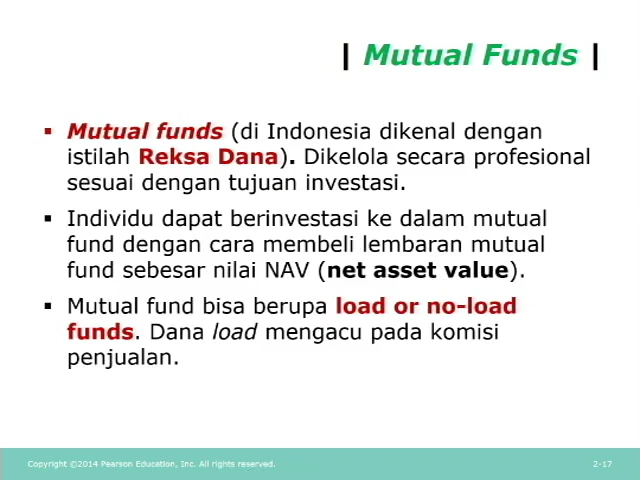 | Mutual Funds |
▪ Mutual funds (di Indonesia dikenal dengan
istilah Reksa Dana). Dikelola secara profesional
sesuai dengan tujuan investasi.
▪ Individu dapat berinvestasi ke dalam mutual
fund dengan cara membeli lembaran mutual
fund sebesar nilai NAV (net asset value).
▪ Mutual fund bisa berupa load or no-load
funds. Dana load mengacu pada komisi
penjualan.
Copyright ©2014 Pearson Education, Inc. All rights reserved.
2-17